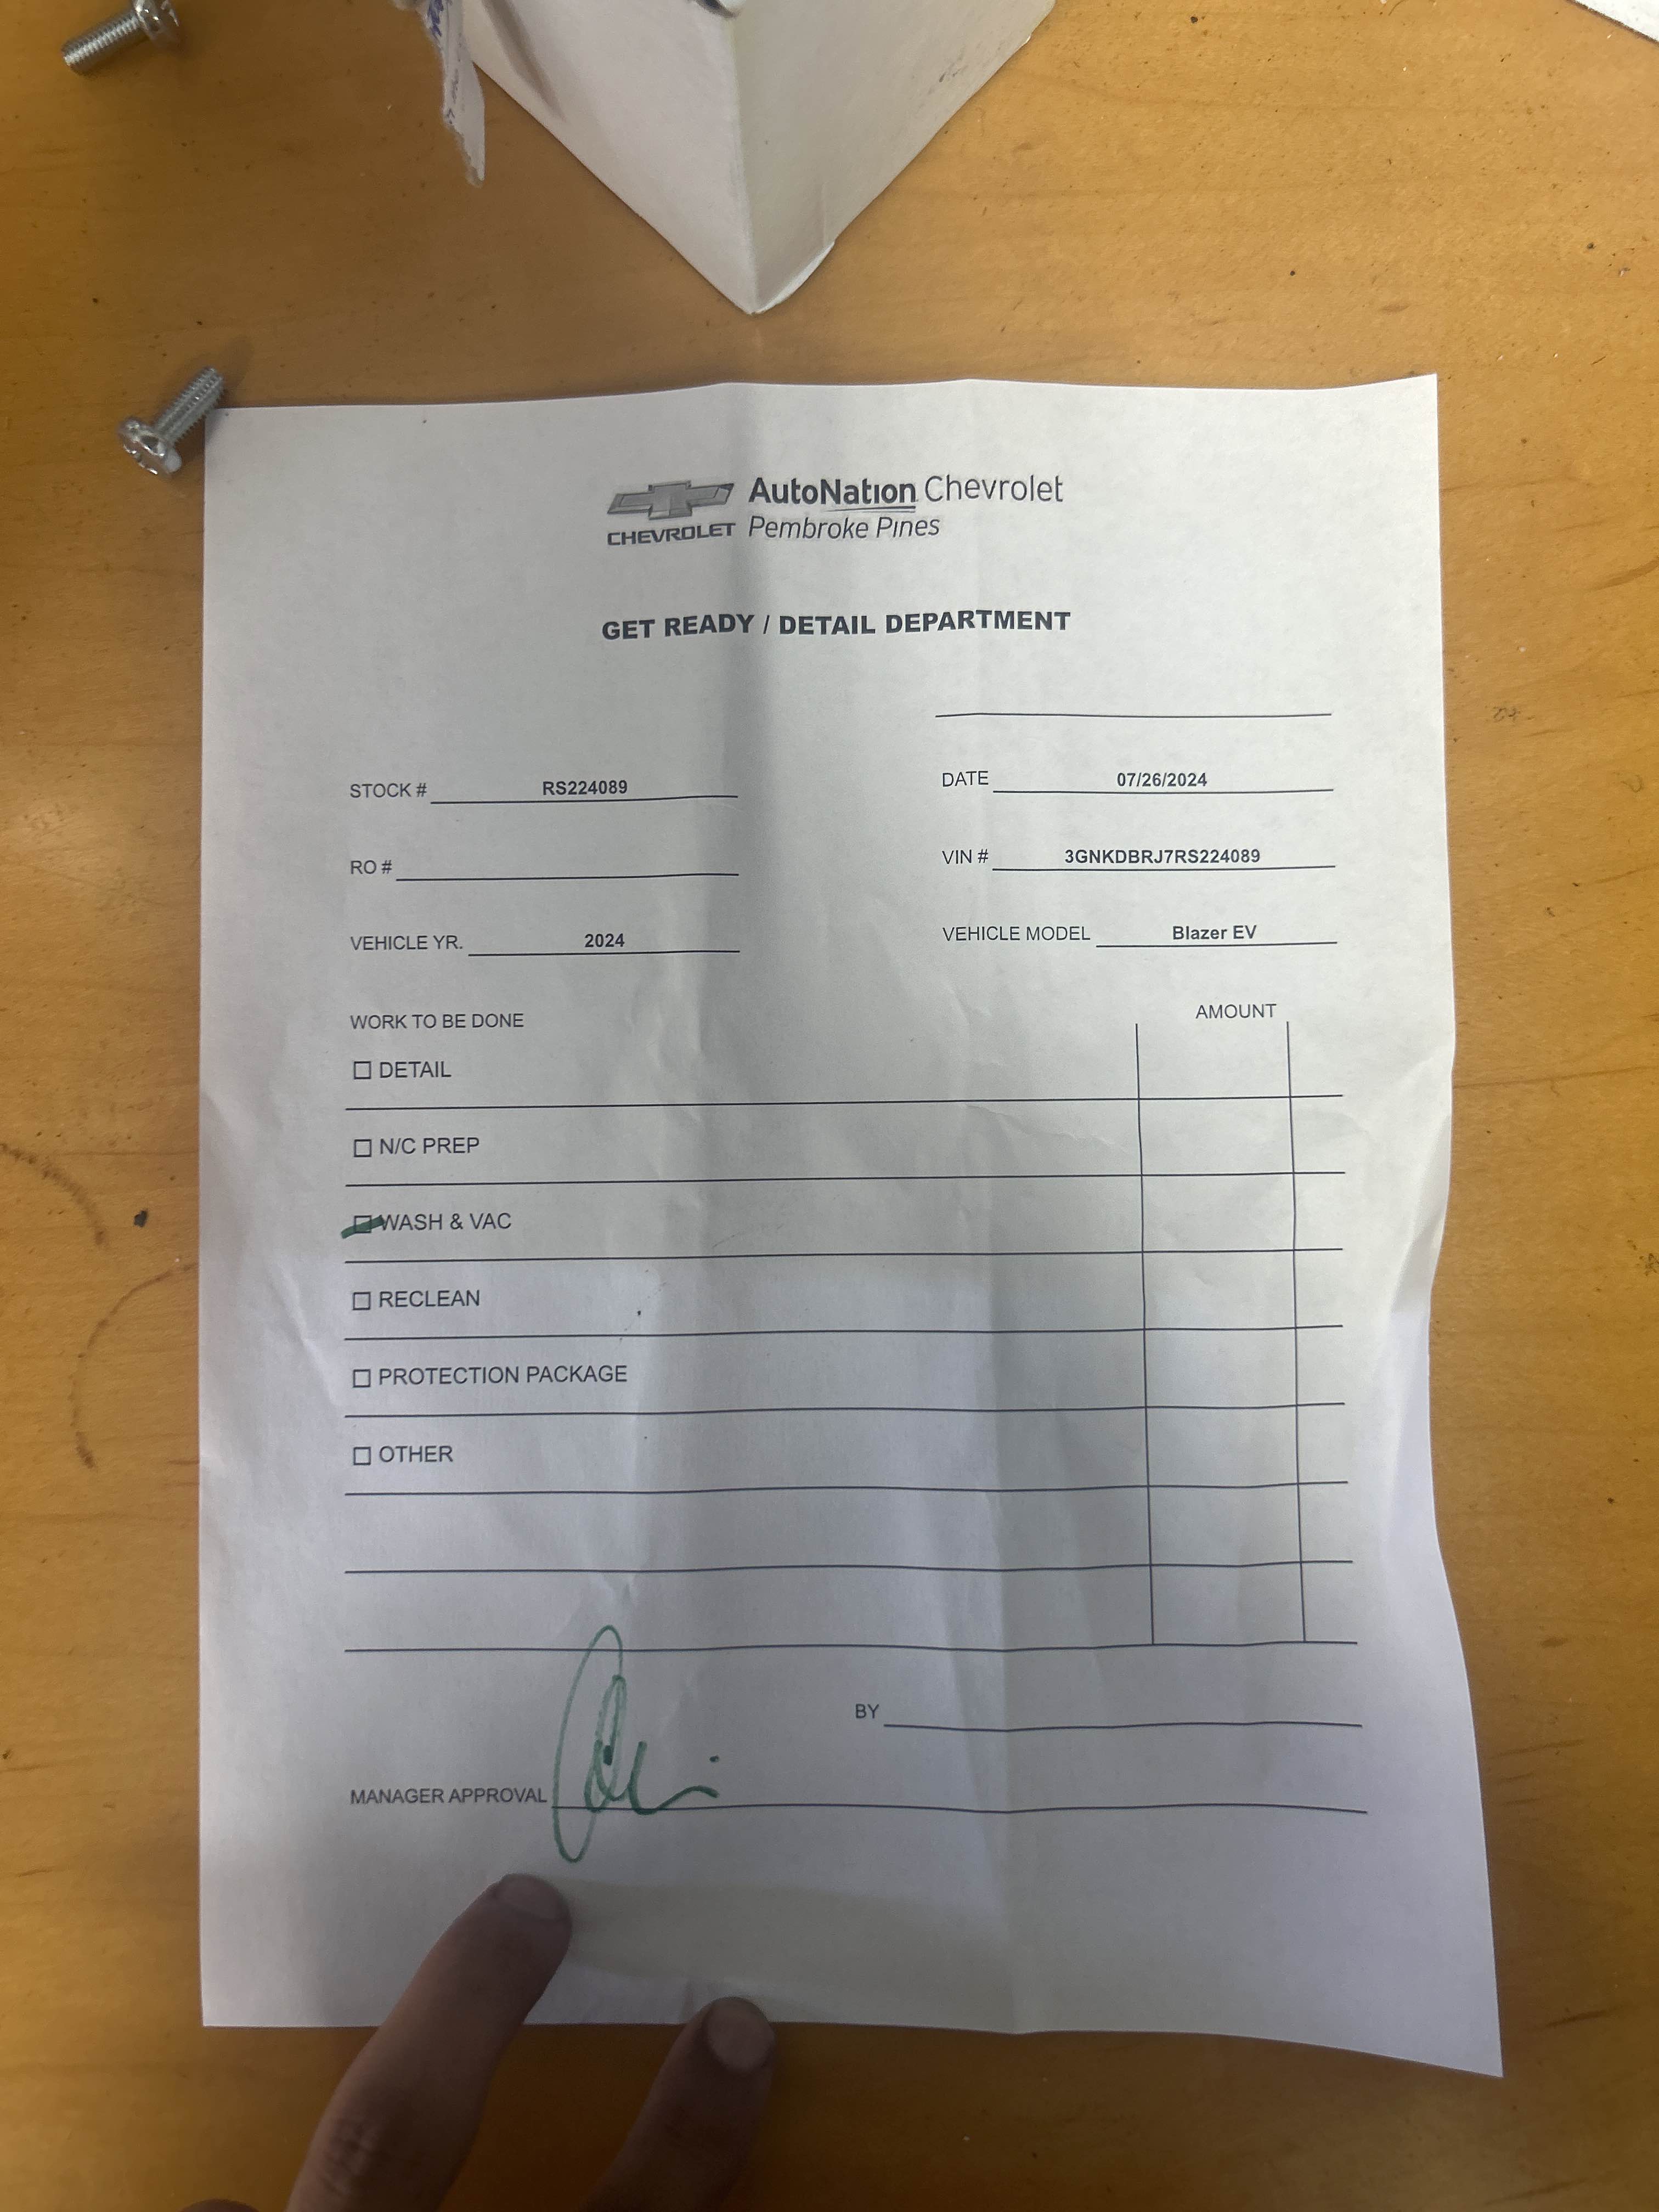 AutoNation Chevrolet
CHEVROLET Pembroke Pines
GET READY / DETAIL DEPARTMENT
STOCK # RS224089 DATE 07/26/2024
RO # VIN # 3GNKDBRJ7RS224089
VEHICLE YR. 2024 VEHICLE MODEL Blazer EV
WORK TO BE DONE AMOUNT
DETAIL
N/C PREP
WASH & VAC
RECLEAN
PROTECTION PACKAGE
OTHER
BY
MANAGER APPROVAL